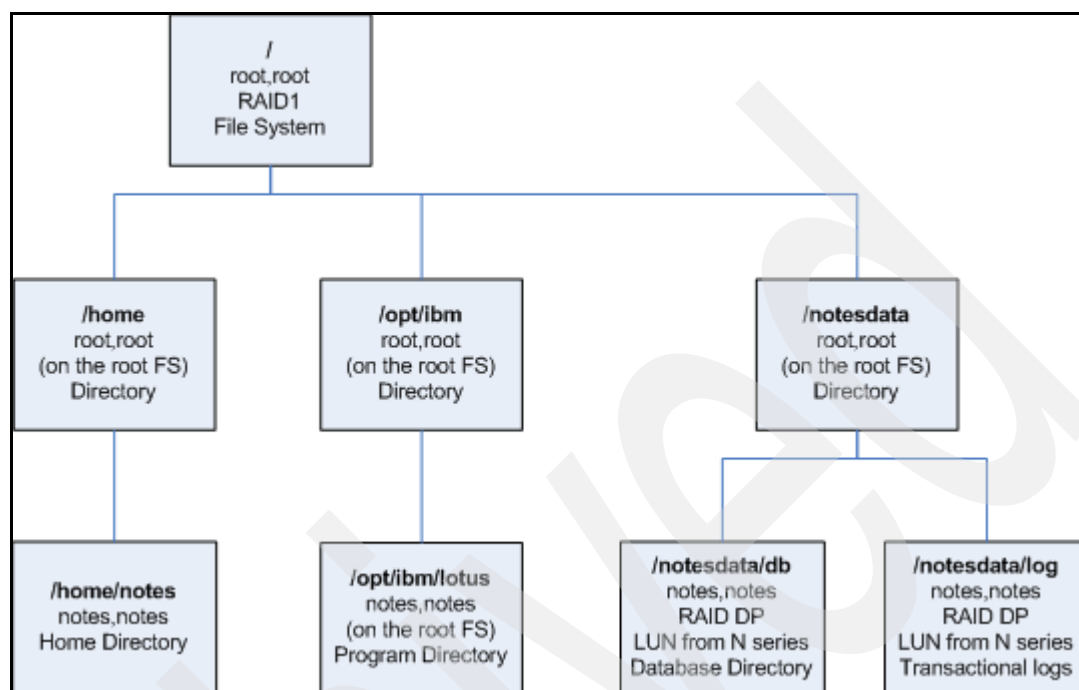 /
root,root
RAID1
File System
/home
root,root
(on the root FS)
Directory
/opt/ibm
root,root
(on the root FS)
Directory
/notesdata
root,root
(on the root FS)
Directory
/home/notes
notes,notes
Home Directory
/opt/ibm/lotus
notes,notes
(on the root FS)
Program Directory
/notesdata/db
notes,notes
RAID DP
LUN from N series
Database Directory
/notesdata/log
notes,notes
RAID DP
LUN from N series
Transactional logs